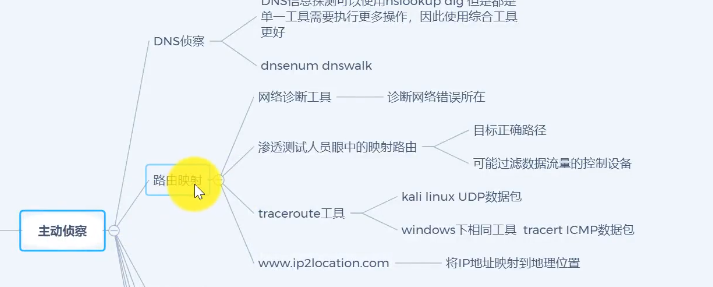 DNS信息探测可以使用nslookup dig 但是都是
单一工具需要执行更多操作，因此使用综合工具
更好
DNS侦察
dnsenum dnswalk
网络诊断工具
诊断网络错误所在
渗透测试人员眼中的映射路由
目标正确路径
可能过滤数据流量的控制设备
路由映射
traceroute工具
kali linux UDP数据包
windows下相同工具 tracert ICMP数据包
主动侦察
www.ip2location.com
将IP地址映射到地理位置